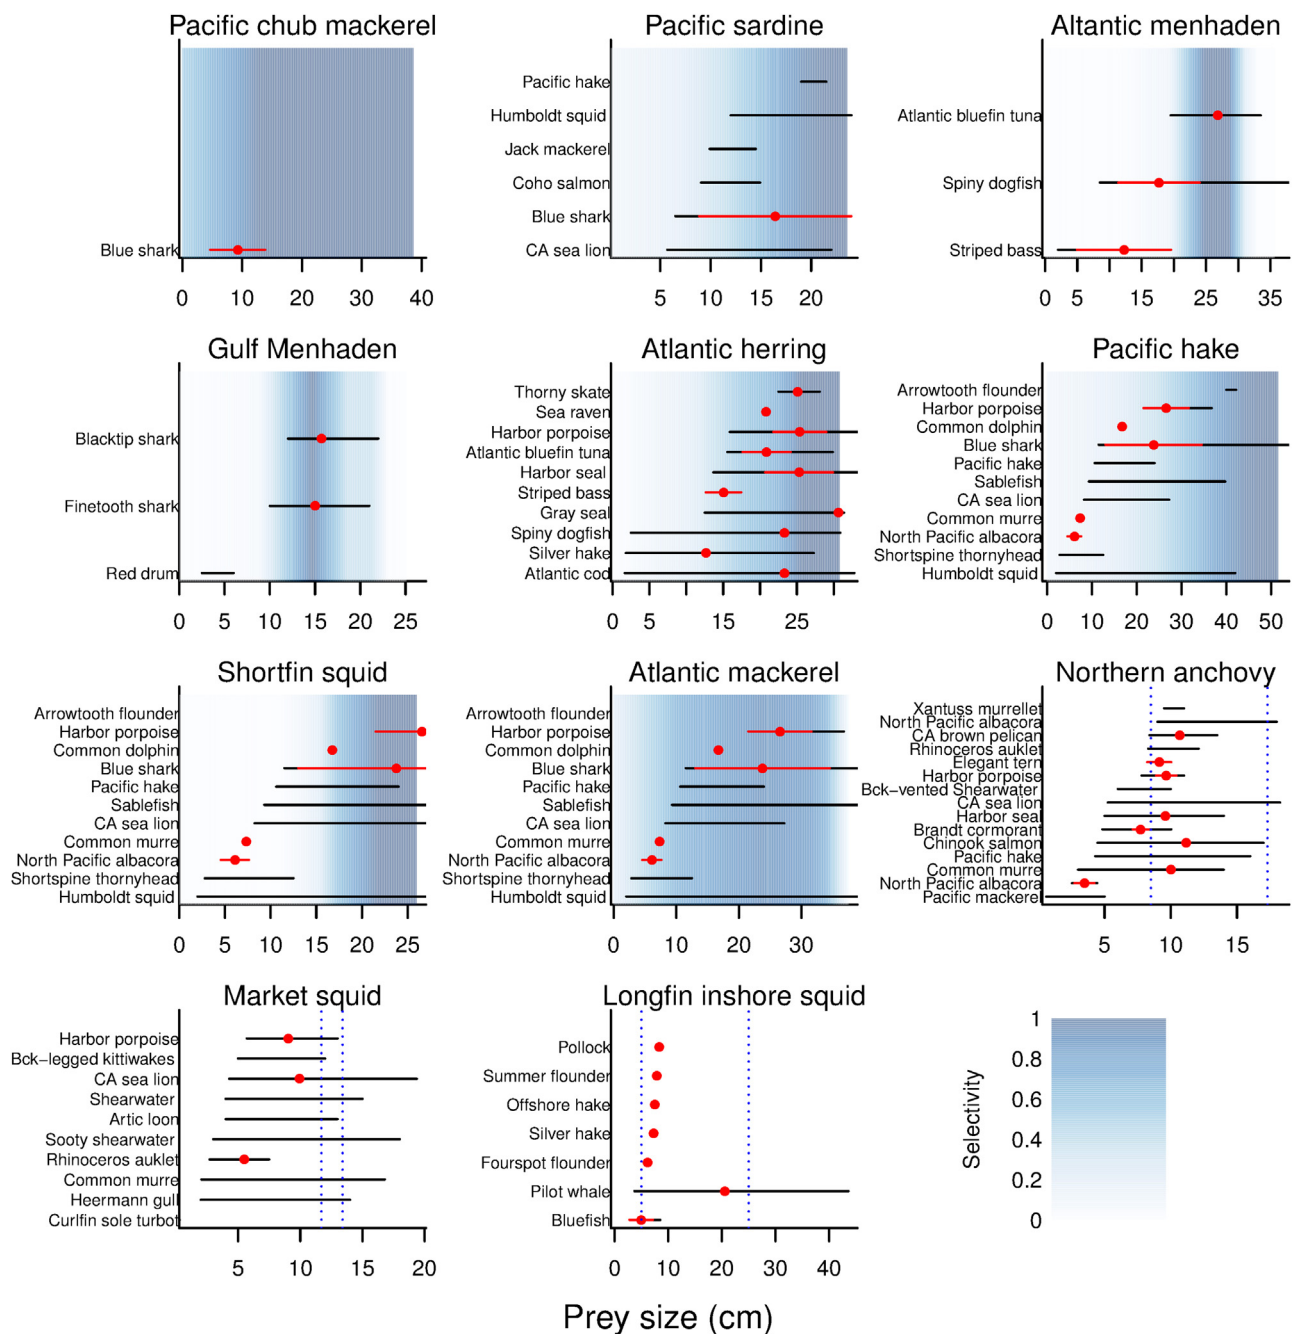 Pacific chub mackerel
Blue shark
0 10 20 30 40
Pacific sardine
Pacific hake
Humboldt squid
Jack mackerel
Coho salmon
Blue shark
CA sea lion
5 10 15 20
Altantic menhaden
Atlantic bluefin tuna
Spiny dogfish
Striped bass
0 5 15 25 35
Gulf Menhaden
Blacktip shark
Finetooth shark
Red drum
0 5 10 15 20 25
Atlantic herring
Thorny skate
Sea raven
Harbor porpoise
Atlantic bluefin tuna
Harbor seal
Striped bass
Gray seal
Spiny dogfish
Silver hake
Atlantic cod
0 5 15 25
Pacific hake
Arrowtooth flounder
Harbor porpoise
Common dolphin
Blue shark
Pacific hake
Sablefish
CA sea lion
Common murre
North Pacific albacora
Shortspine thornyhead
Humboldt squid
0 10 20 30 40 50
Shortfin squid
Arrowtooth flounder
Harbor porpoise
Common dolphin
Blue shark
Pacific hake
Sablefish
CA sea lion
Common murre
North Pacific albacora
Shortspine thornyhead
Humboldt squid
0 5 10 15 20 25
Atlantic mackerel
Arrowtooth flounder
Harbor porpoise
Common dolphin
Blue shark
Pacific hake
Sablefish
CA sea lion
Common murre
North Pacific albacora
Shortspine thornyhead
Humboldt squid
0 10 20 30
Northern anchovy
Xantuss murrellet
North Pacific albacora
CA brown pelican
Rhinoceros auklet
Elegant tern
Harbor porpoise
Bck-vented Shearwater
CA sea lion
Harbor seal
Brandt cormorant
Chinook salmon
Pacific hake
Common murre
North Pacific albacora
Pacific mackerel
5 10 15
Market squid
Harbor porpoise
Bck-legged kittiwakes
CA sea lion
Shearwater
Artic loon
Sooty shearwater
Rhinoceros auklet
Common murre
Heermann gull
Curlfin sole turbot
5 10 15 20
Longfin inshore squid
Pollock
Summer flounder
Offshore hake
Silver hake
Fourspot flounder
Pilot whale
Bluefish
0 10 20 30 40
Selectivity
1
0.8
0.6
0.4
0.2
0
Prey size (cm)